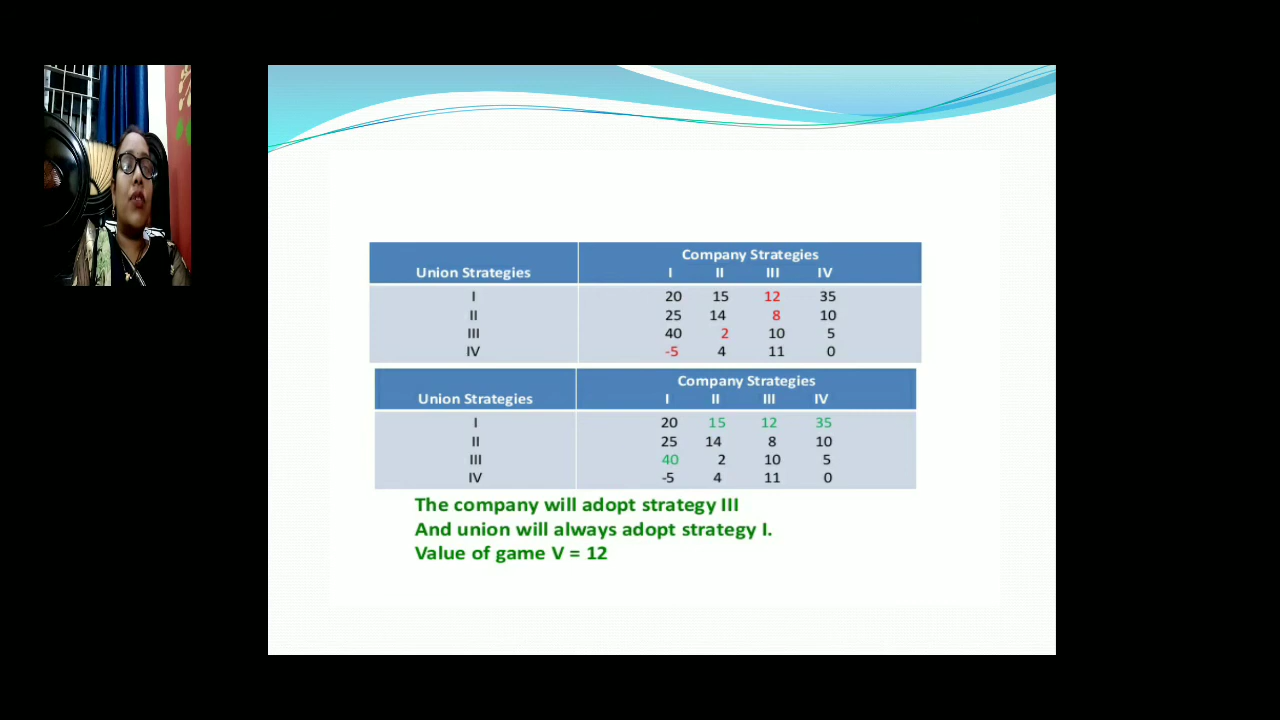 Company Strategies
Union Strategies I II III IV
I 20 15 12 35
II 25 14 8 10
III 40 2 10 5
IV -5 4 11 0
Company Strategies
Union Strategies I II III IV
I 20 15 12 35
II 25 14 8 10
III 40 2 10 5
IV -5 4 11 0
The company will adopt strategy III
And union will always adopt strategy I.
Value of game V = 12